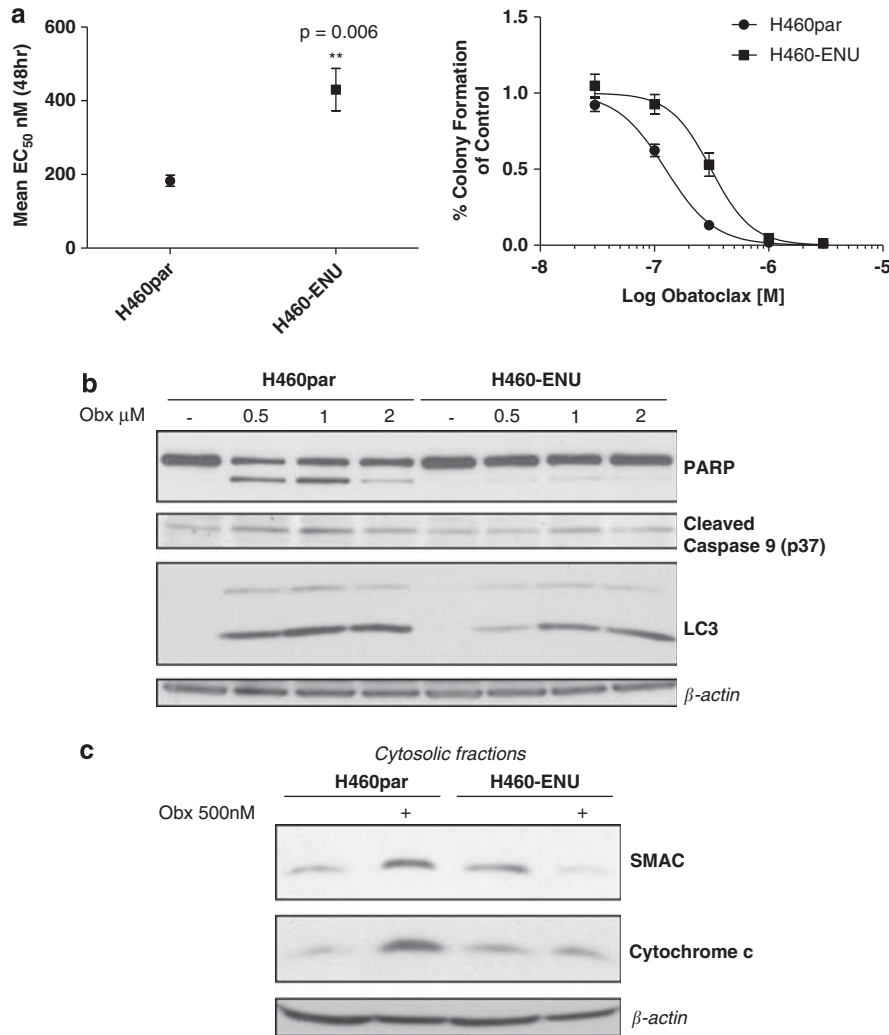 a
600
400
200
0
Mean EC50 nM (48hr)
p = 0.006
**
H460par
H460-ENU
1.5
1.0
0.5
0.0
% Colony Formation
of Control
H460par
H460-ENU
-8
-7
-6
-5
Log Obatoclax [M]
b
H460par
H460-ENU
Obx μM
-
0.5
1
2
-
0.5
1
2
PARP
Cleaved
Caspase 9 (p37)
LC3
β-actin
c
Cytosolic fractions
H460par
H460-ENU
Obx 500nM
+
+
SMAC
Cytochrome c
β-actin